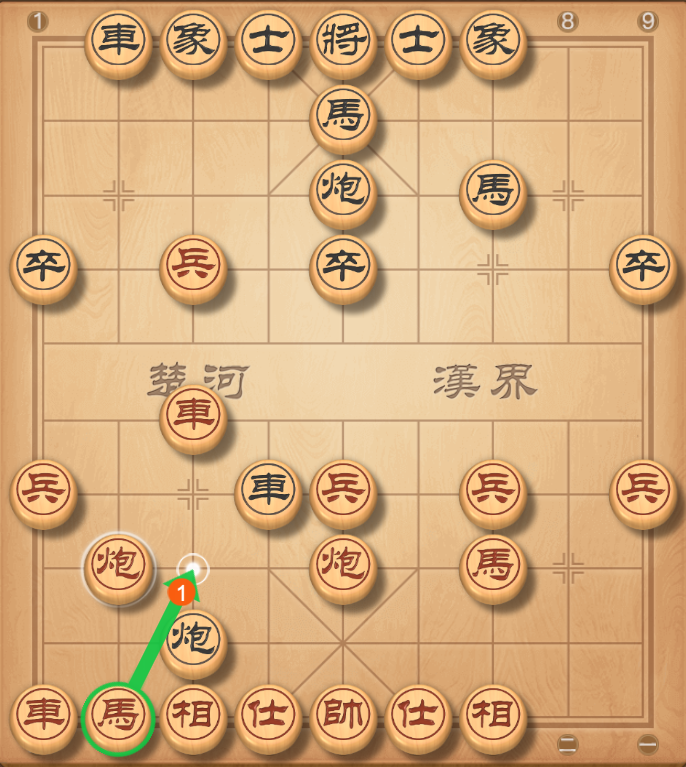 1 8 9
車 象 士 將 士 象
馬
炮 馬
卒 兵 卒 卒
楚河 漢界
車
兵 車 兵 兵 兵
炮 炮 馬
1
炮
車 馬 相 仕 帥 仕 相
二 一